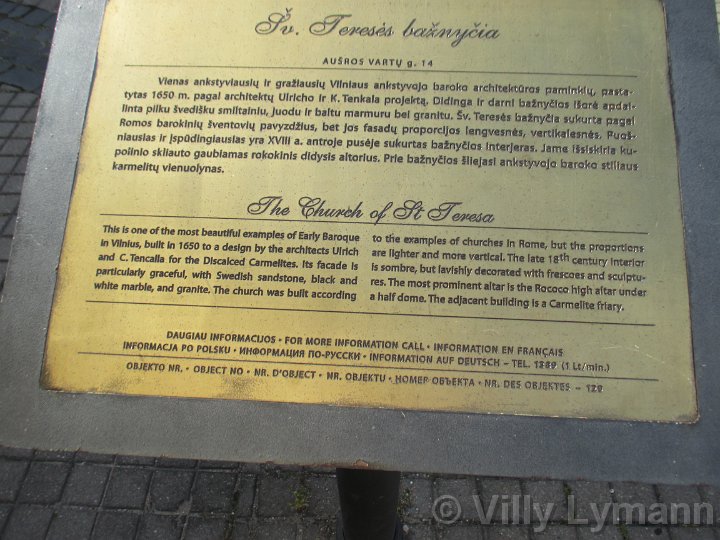 Šv. Teresės bažnyčia
AUŠROS VARTŲ g. 14
Vienas ankstyviausių ir gražiausių Vilniaus ankstyvojo baroko architektūros paminklų, pasta-
tytas 1650 m. pagal architektų Ulricho ir K. Tenkala projektą. Didinga ir darni bažnyčios išorė apdai-
linta pilku švedišku smiltainiu, juodu ir baltu marmuru bei granitu. Šv. Teresės bažnyčia sukurta pagal
Romos barokinių šventovių pavyzdžius, bet jos fasadų proporcijos lengvesnės, vertikalesnės. Puoš-
niausias ir įspūdingiausias yra XVIII a. antroje pusėje sukurtas bažnyčios interjeras. Jame išsiskiria ku-
polinio skliauto gaubiamas rokokinis didysis altorius. Prie bažnyčios šliejasi ankstyvojo baroko stiliaus
karmelitų vienuolynas.
The Church of St Teresa
This is one of the most beautiful examples of Early Baroque
in Vilnius, built in 1650 to a design by the architects Ulrich
and C. Tencalla for the Discalced Carmelites. Its facade is
particularly graceful, with Swedish sandstone, black and
white marble, and granite. The church was built according
to the examples of churches in Rome, but the proportions
are lighter and more vertical. The late 18th century interior
is sombre, but lavishly decorated with frescoes and sculptu-
res. The most prominent altar is the Rococo high altar under
a half dome. The adjacent building is a Carmelite friary.
DAUGIAU INFORMACIJOS • FOR MORE INFORMATION CALL • INFORMATION EN FRANÇAIS
INFORMACJA PO POLSKU • ИНФОРМАЦИЯ ПО-РУССКИ • INFORMATION AUF DEUTSCH – TEL. 1589 (1 Lt/min.)
OBJEKTO NR. • OBJECT NO • NR. D'OBJECT • NR. OBJEKTU • НОМЕР ОБЪЕКТА • NR. DES OBJEKTES – 129
© Villy Lymann